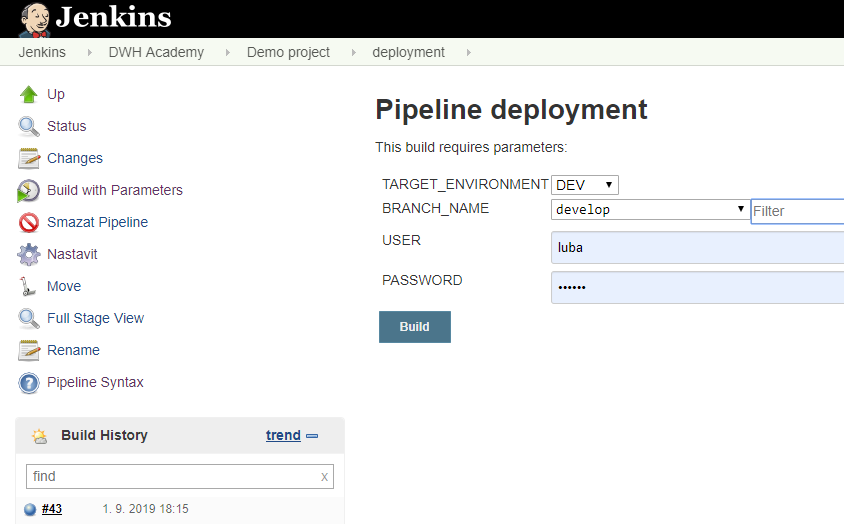 Jenkins
Jenkins DWH Academy Demo project deployment
Up
Status
Changes
Build with Parameters
Smazat Pipeline
Nastavit
Move
Full Stage View
Rename
Pipeline Syntax
Build History trend
find x
#43 1. 9. 2019 18:15
Pipeline deployment
This build requires parameters:
TARGET_ENVIRONMENT DEV
BRANCH_NAME develop Filter
USER luba
PASSWORD ••••••
Build